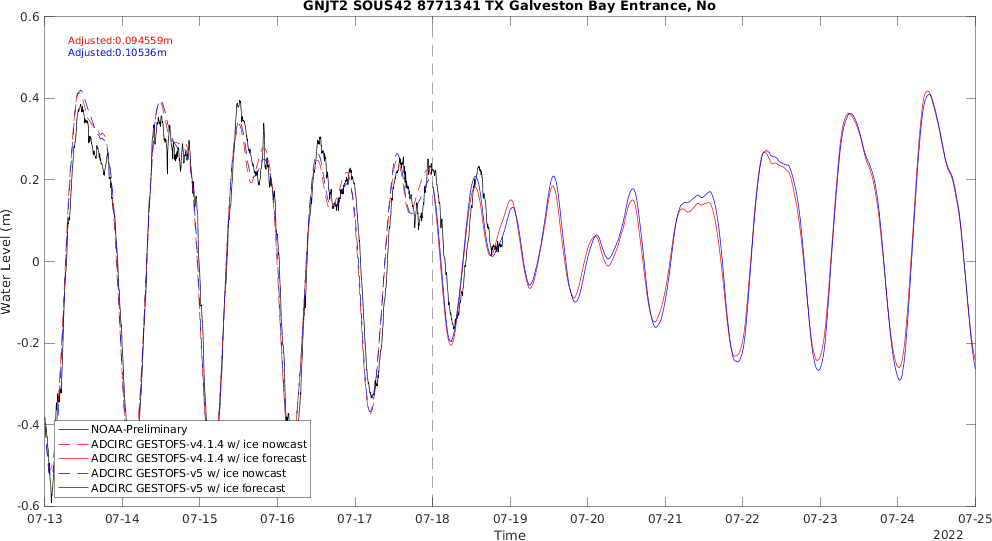 GNJT2 SOUS42 8771341 TX Galveston Bay Entrance, No
Adjusted:0.094559m
Adjusted:0.10536m
0.6
0.4
0.2
0
-0.2
-0.4
-0.6
Water Level (m)
NOAA-Preliminary
ADCIRC GESTOFS-v4.1.4 w/ ice nowcast
ADCIRC GESTOFS-v4.1.4 w/ ice forecast
ADCIRC GESTOFS-v5 w/ ice nowcast
ADCIRC GESTOFS-v5 w/ ice forecast
07-13 07-14 07-15 07-16 07-17 07-18 07-19 07-20 07-21 07-22 07-23 07-24 07-25
Time
2022